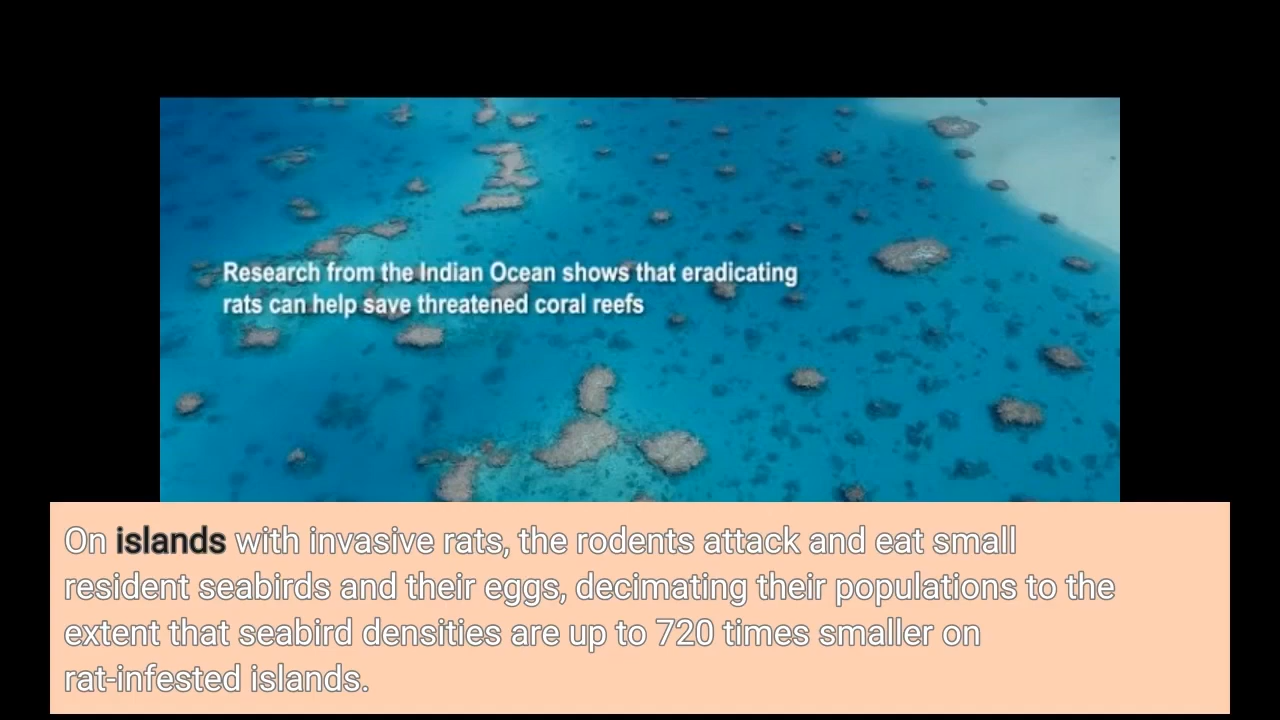 Research from the Indian Ocean shows that eradicating
rats can help save threatened coral reefs
On islands with invasive rats, the rodents attack and eat small
resident seabirds and their eggs, decimating their populations to the
extent that seabird densities are up to 720 times smaller on
rat-infested islands.